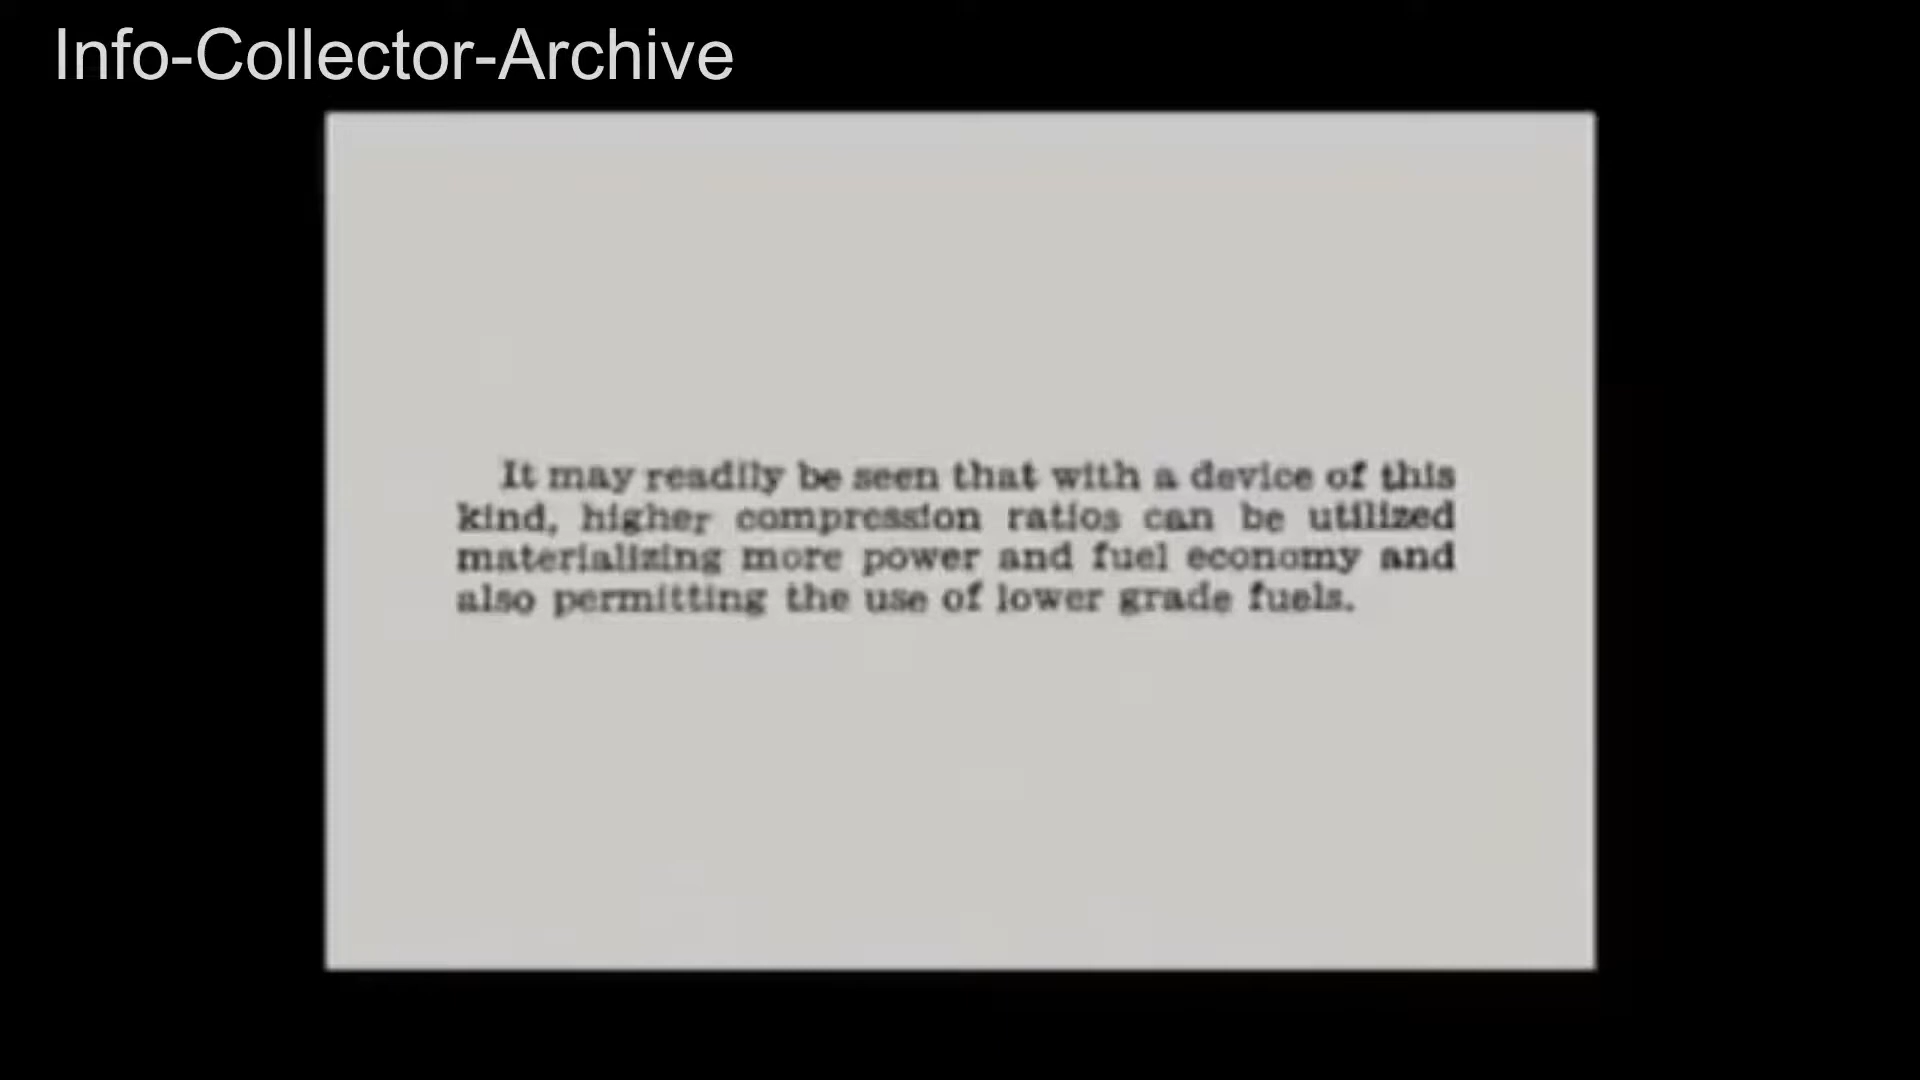 Info-Collector-Archive
It may readily be seen that with a device of this
kind, higher compression ratios can be utilized
materializing more power and fuel economy and
also permitting the use of lower grade fuels.